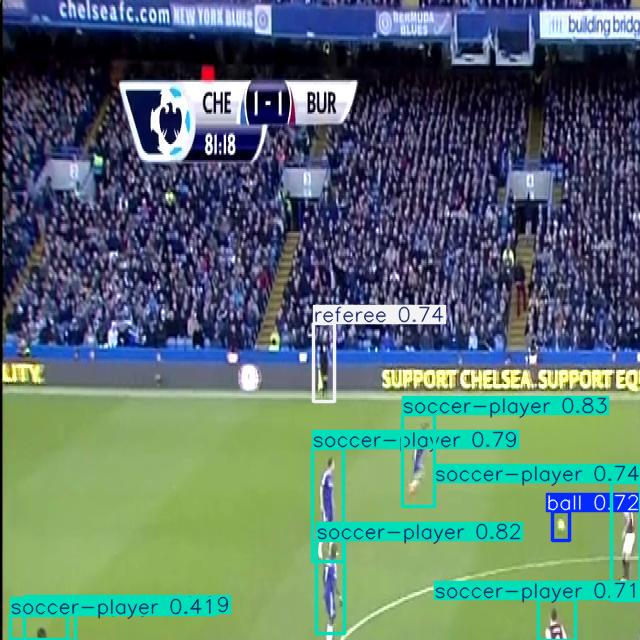 chelseafc.com NEW YORK BLUES
BERMUDA
BLUES
building bridg
CHE 1-1 BUR
81:18
referee 0.74
LITY.
SUPPORT CHELSEA. SUPPORT EQ
soccer-player 0.83
soccer-player 0.79
soccer-player 0.74
ball 0.72
soccer-player 0.82
soccer-player 0.71
soccer-player 0.419